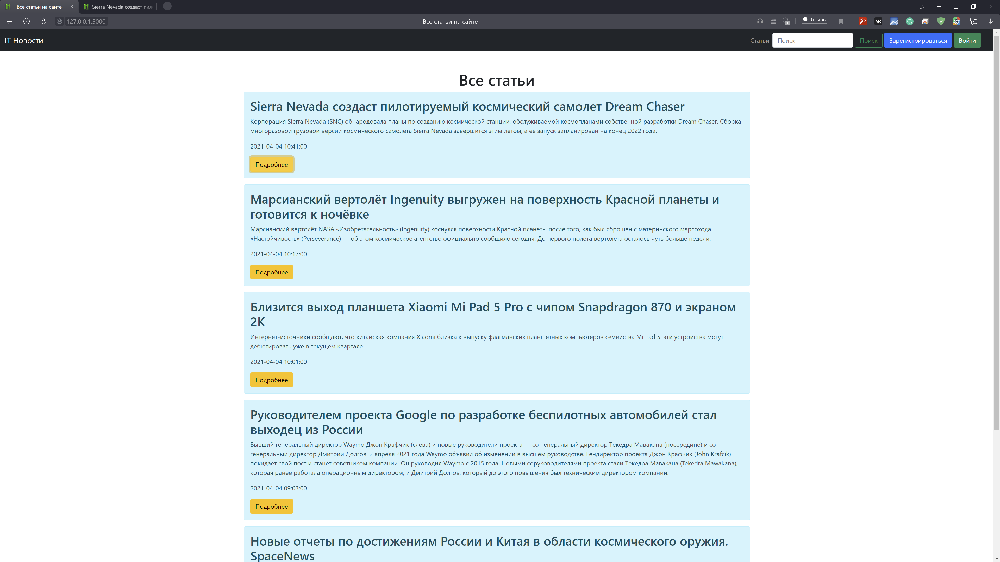 it! Все статьи на сайте
it! Sierra Nevada создаст пил
127.0.0.1:5000
Все статьи на сайте
1
Отзывы
IT Новости
Статьи
Поиск
Поиск
Зарегистрироваться
Войти
Все статьи
Sierra Nevada создаст пилотируемый космический самолет Dream Chaser
Корпорация Sierra Nevada (SNC) обнародовала планы по созданию космической станции, обслуживаемой космопланами собственной разработки Dream Chaser. Сборка
многоразовой грузовой версии космического самолета Sierra Nevada завершится этим летом, а ее запуск запланирован на конец 2022 года.
2021-04-04 10:41:00
Подробнее
Марсианский вертолёт Ingenuity выгружен на поверхность Красной планеты и
готовится к ночёвке
Марсианский вертолёт NASA «Изобретательность» (Ingenuity) коснулся поверхности Красной планеты после того, как был сброшен с материнского марсохода
«Настойчивость» (Perseverance) — об этом космическое агентство официально сообщило сегодня. До первого полёта вертолёта осталось чуть больше недели.
2021-04-04 10:17:00
Подробнее
Близится выход планшета Xiaomi Mi Pad 5 Pro с чипом Snapdragon 870 и экраном
2K
Интернет-источники сообщают, что китайская компания Xiaomi близка к выпуску флагманских планшетных компьютеров семейства Mi Pad 5: эти устройства могут
дебютировать уже в текущем квартале.
2021-04-04 10:01:00
Подробнее
Руководителем проекта Google по разработке беспилотных автомобилей стал
выходец из России
Бывший генеральный директор Waymo Джон Крафчик (слева) и новые руководители проекта — со-генеральный директор Текедра Мавакана (посередине) и со-
генеральный директор Дмитрий Долгов. 2 апреля 2021 года Waymo объявил об изменении в высшем руководстве. Гендиректор проекта Джон Крафчик (John Krafcik)
покидает свой пост и станет советником компании. Он руководил Waymo с 2015 года. Новыми соруководителями проекта стали Текедра Мавакана (Tekedra Mawakana),
которая ранее работала операционным директором, и Дмитрий Долгов, который до этого повышения был техническим директором компании.
2021-04-04 09:03:00
Подробнее
Новые отчеты по достижениям России и Китая в области космического оружия.
SpaceNews